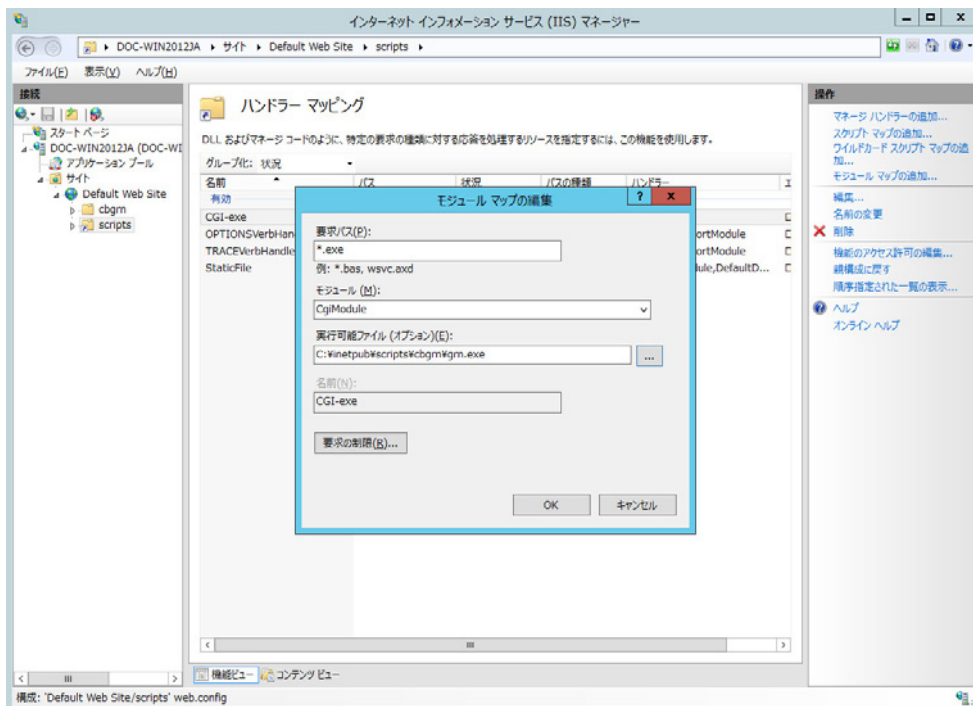 インターネット インフォメーション サービス (IIS) マネージャー
DOC-WIN2012JA ▸ サイト ▸ Default Web Site ▸ scripts ▸
ファイル(F) 表示(V) ヘルプ(H)
接続
スタート ページ
DOC-WIN2012JA (DOC-WI
アプリケーション プール
サイト
Default Web Site
cbgrn
scripts
ハンドラー マッピング
DLL およびマネージ コードのように、特定の要求の種類に対する応答を処理するリソースを指定するには、この機能を使用します。
グループ化: 状況
名前 パス 状況 パスの種類 ハンドラー エ
有効
CGI-exe
OPTIONSVerbHan ortModule
TRACEVerbHandle ortModule
StaticFile ule,DefaultD...
モジュール マップの編集
? x
要求パス(P):
*.exe
例: *.bas, wsvc.axd
モジュール (M):
CgiModule
実行可能ファイル (オプション)(E):
C:¥inetpub¥scripts¥cbgrn¥grn.exe
...
名前(N):
CGI-exe
要求の制限(R)...
OK キャンセル
操作
マネージ ハンドラーの追加...
スクリプト マップの追加...
ワイルドカード スクリプト マップの追
加...
モジュール マップの追加...
編集...
名前の変更
削除
機能のアクセス許可の編集...
親構成に戻す
順序指定された一覧の表示...
ヘルプ
オンライン ヘルプ
機能ビュー コンテンツ ビュー
構成: 'Default Web Site/scripts' web.config